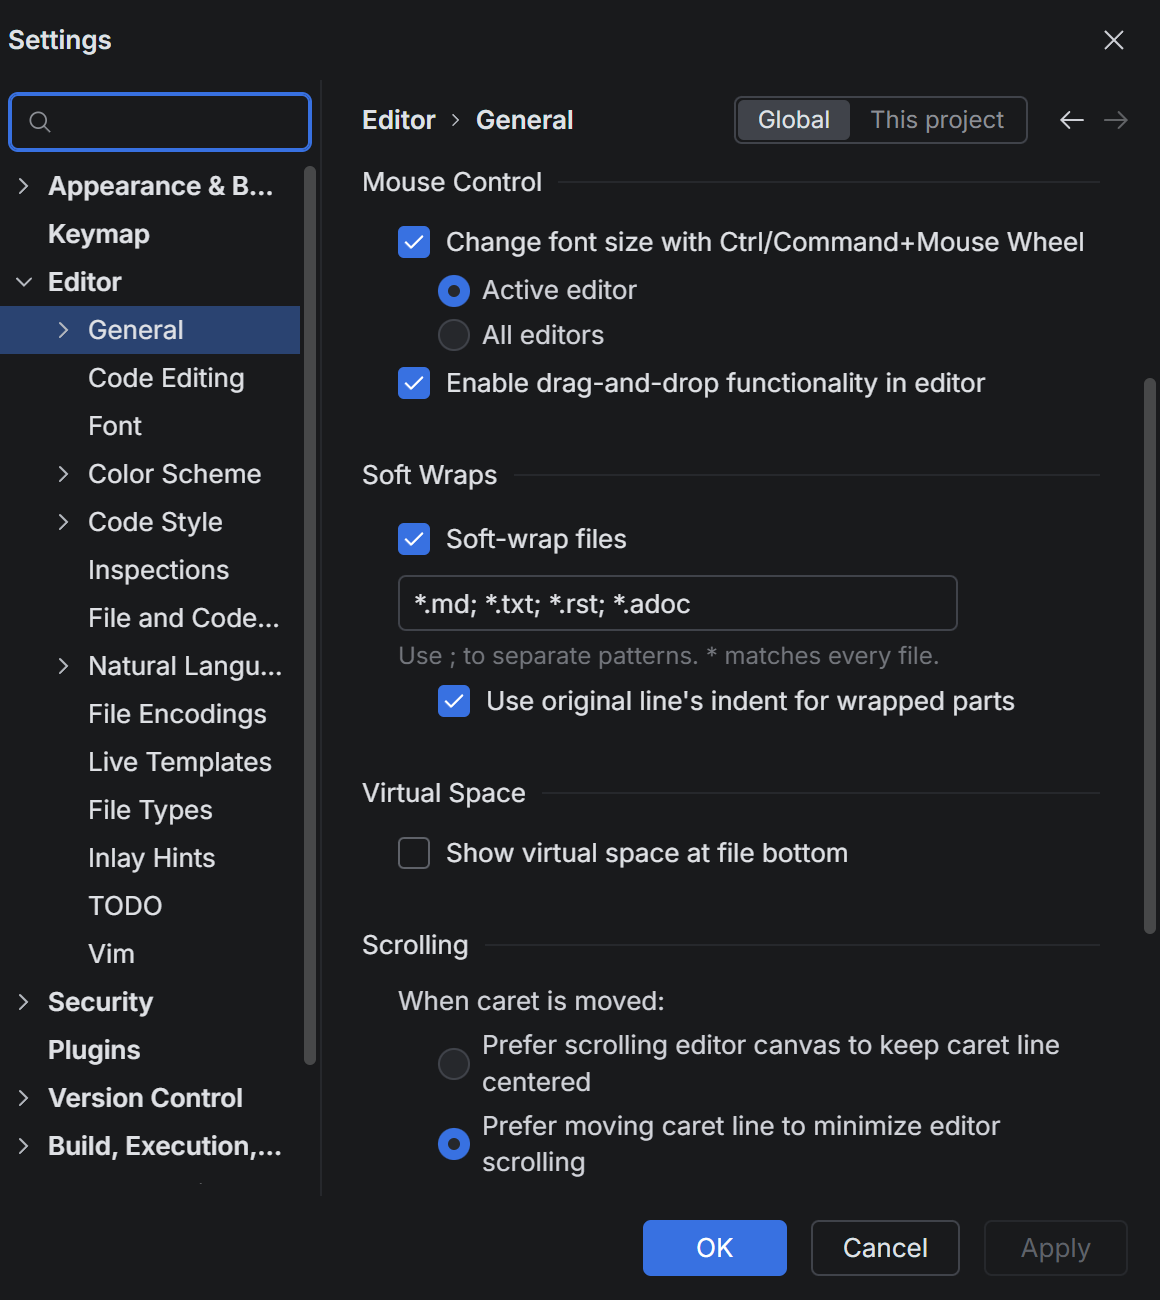 Settings
Appearance & B...
Keymap
Editor
General
Code Editing
Font
Color Scheme
Code Style
Inspections
File and Code...
Natural Langu...
File Encodings
Live Templates
File Types
Inlay Hints
TODO
Vim
Security
Plugins
Version Control
Build, Execution,...
Editor › General
Global
This project
Mouse Control
Change font size with Ctrl/Command+Mouse Wheel
Active editor
All editors
Enable drag-and-drop functionality in editor
Soft Wraps
Soft-wrap files
*.md; *.txt; *.rst; *.adoc
Use ; to separate patterns. * matches every file.
Use original line's indent for wrapped parts
Virtual Space
Show virtual space at file bottom
Scrolling
When caret is moved:
Prefer scrolling editor canvas to keep caret line
centered
Prefer moving caret line to minimize editor
scrolling
OK
Cancel
Apply